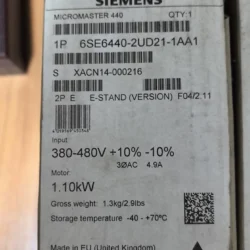 SIEMENS
MICROMASTER 440 QTY:1
1P 6SE6440-2UD21-1AA1
S XACN14-000216
2P E E-STAND (VERSION) F04/2.11
Input
380-480V +10% -10%
3ØAC 4.9A
Motor
1.10kW
Gross weight: 1.3kg/2.9lbs
Storage temperature -40 - +70°C
Made in EU (United Kingdom)